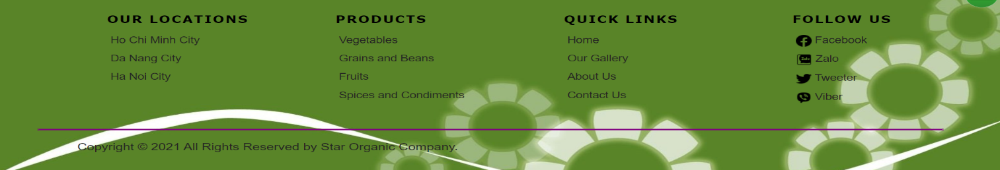 OUR LOCATIONS
Ho Chi Minh City
Da Nang City
Ha Noi City
PRODUCTS
Vegetables
Grains and Beans
Fruits
Spices and Condiments
QUICK LINKS
Home
Our Gallery
About Us
Contact Us
FOLLOW US
Facebook
Zalo Zalo
Tweeter
Viber
Copyright © 2021 All Rights Reserved by Star Organic Company.